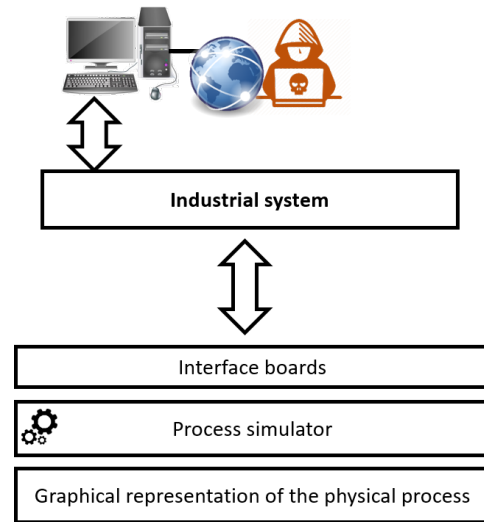 Industrial system
Interface boards
Process simulator
Graphical representation of the physical process